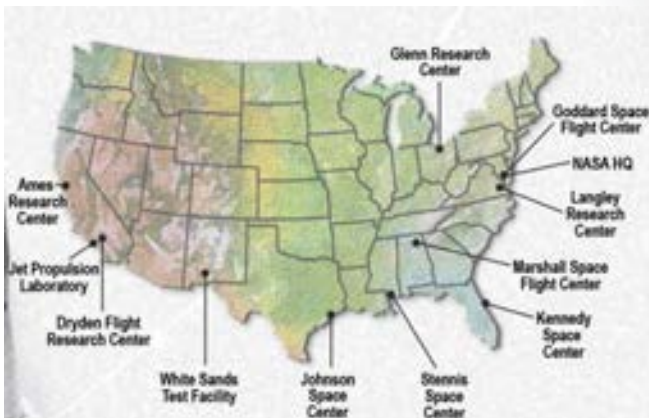 Glenn Research
Center
Goddard Space
Flight Center
NASA HQ
Ames
Research
Center
Langley
Research
Center
Jet Propulsion
Laboratory
Marshall Space
Flight Center
Dryden Flight
Research Center
Kennedy
Space
Center
White Sands
Test Facility
Johnson
Space
Center
Stennis
Space
Center